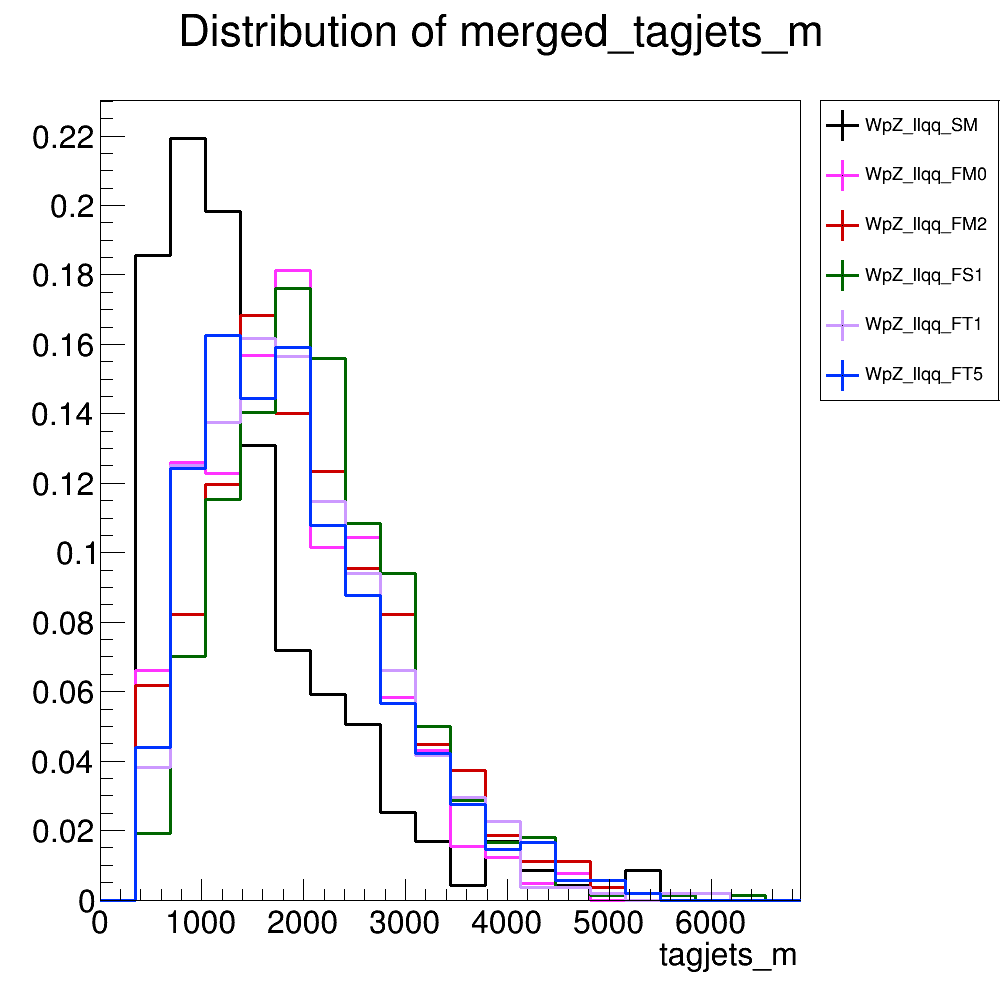 Distribution of merged_tagjets_m
0.22
0.2
0.18
0.16
0.14
0.12
0.1
0.08
0.06
0.04
0.02
0
0 1000 2000 3000 4000 5000 6000
tagjets_m
WpZ_llqq_SM
WpZ_llqq_FM0
WpZ_llqq_FM2
WpZ_llqq_FS1
WpZ_llqq_FT1
WpZ_llqq_FT5